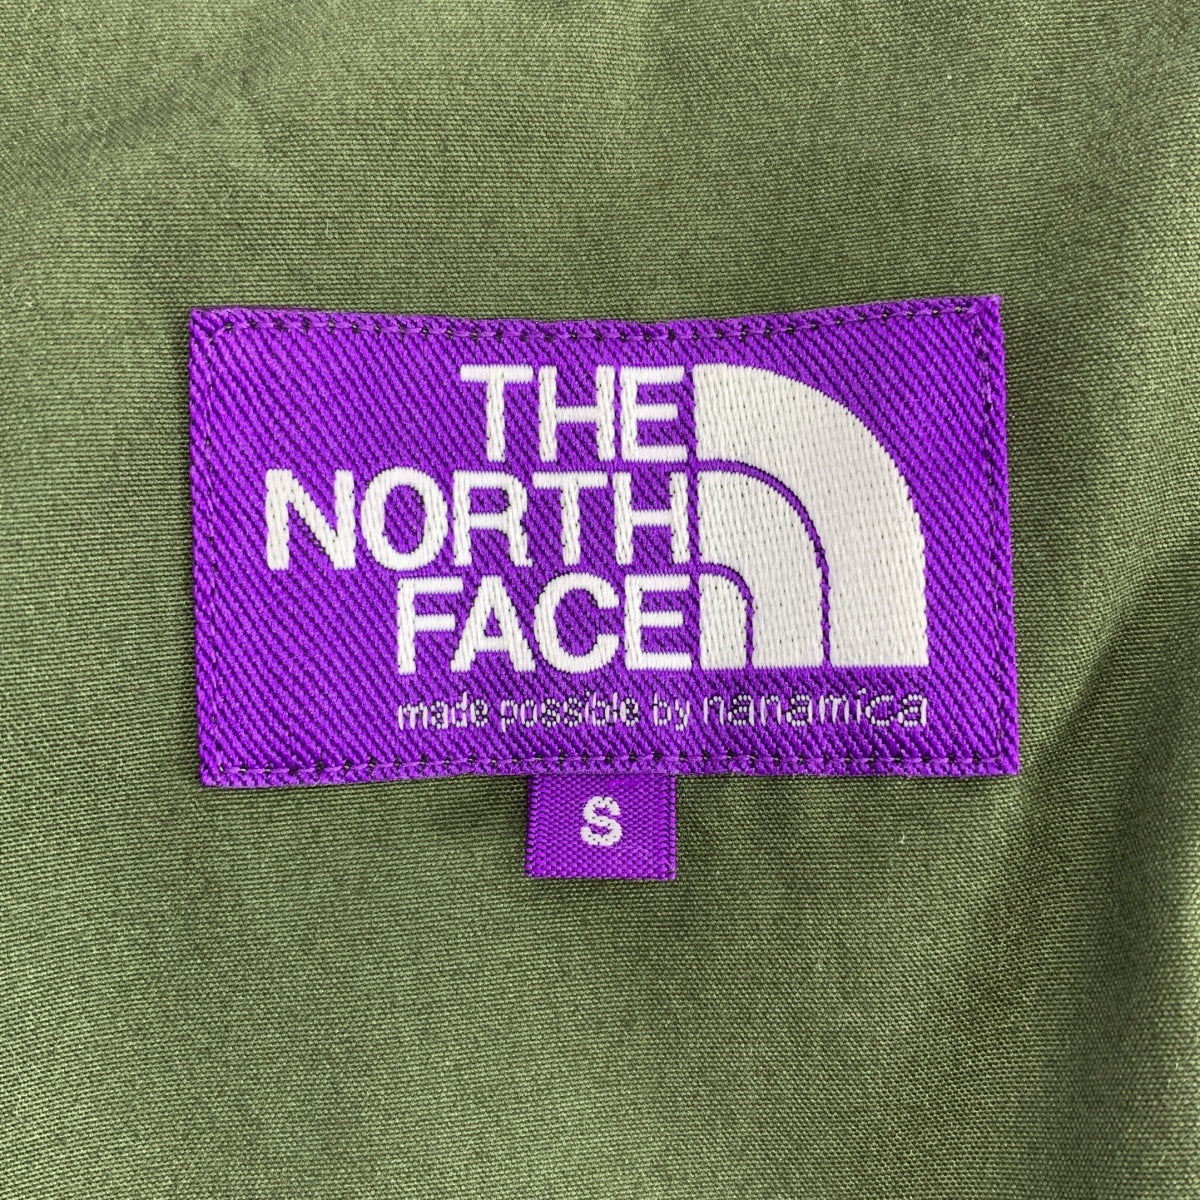 THE
NORTH
FACE
made possible by nanamica
S